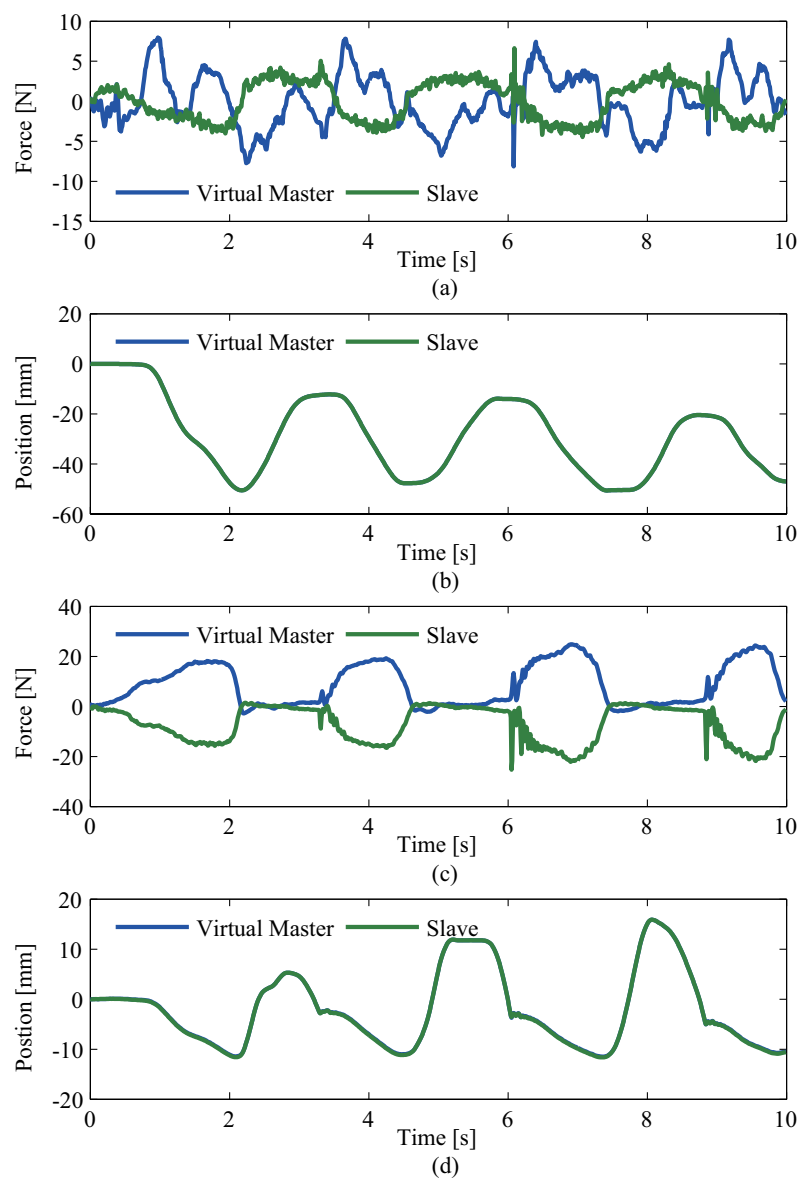 10
5
0
-5
-10
-15
Force [N]
Virtual Master
Slave
0 2 4 6 8 10
Time [s]
(a)
20
0
-20
-40
-60
Position [mm]
Virtual Master
Slave
0 2 4 6 8 10
Time [s]
(b)
40
20
0
-20
-40
Force [N]
Virtual Master
Slave
0 2 4 6 8 10
Time [s]
(c)
20
10
0
-10
-20
Postion [mm]
Virtual Master
Slave
0 2 4 6 8 10
Time [s]
(d)